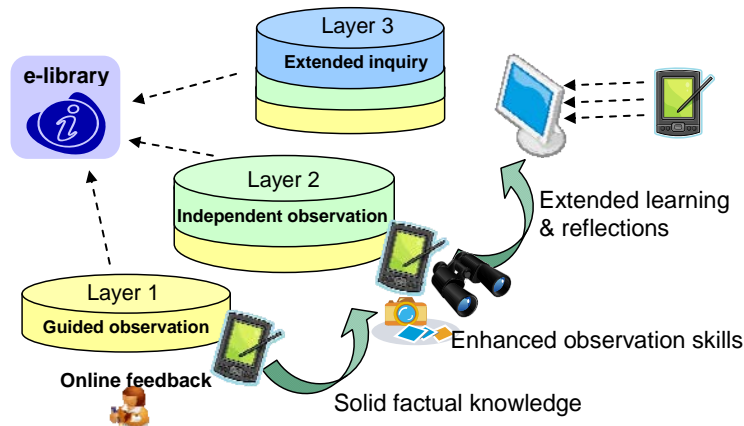 Layer 3
Extended inquiry
e-library
Layer 2
Independent observation
Extended learning
& reflections
Layer 1
Guided observation
Enhanced observation skills
Online feedback
Solid factual knowledge